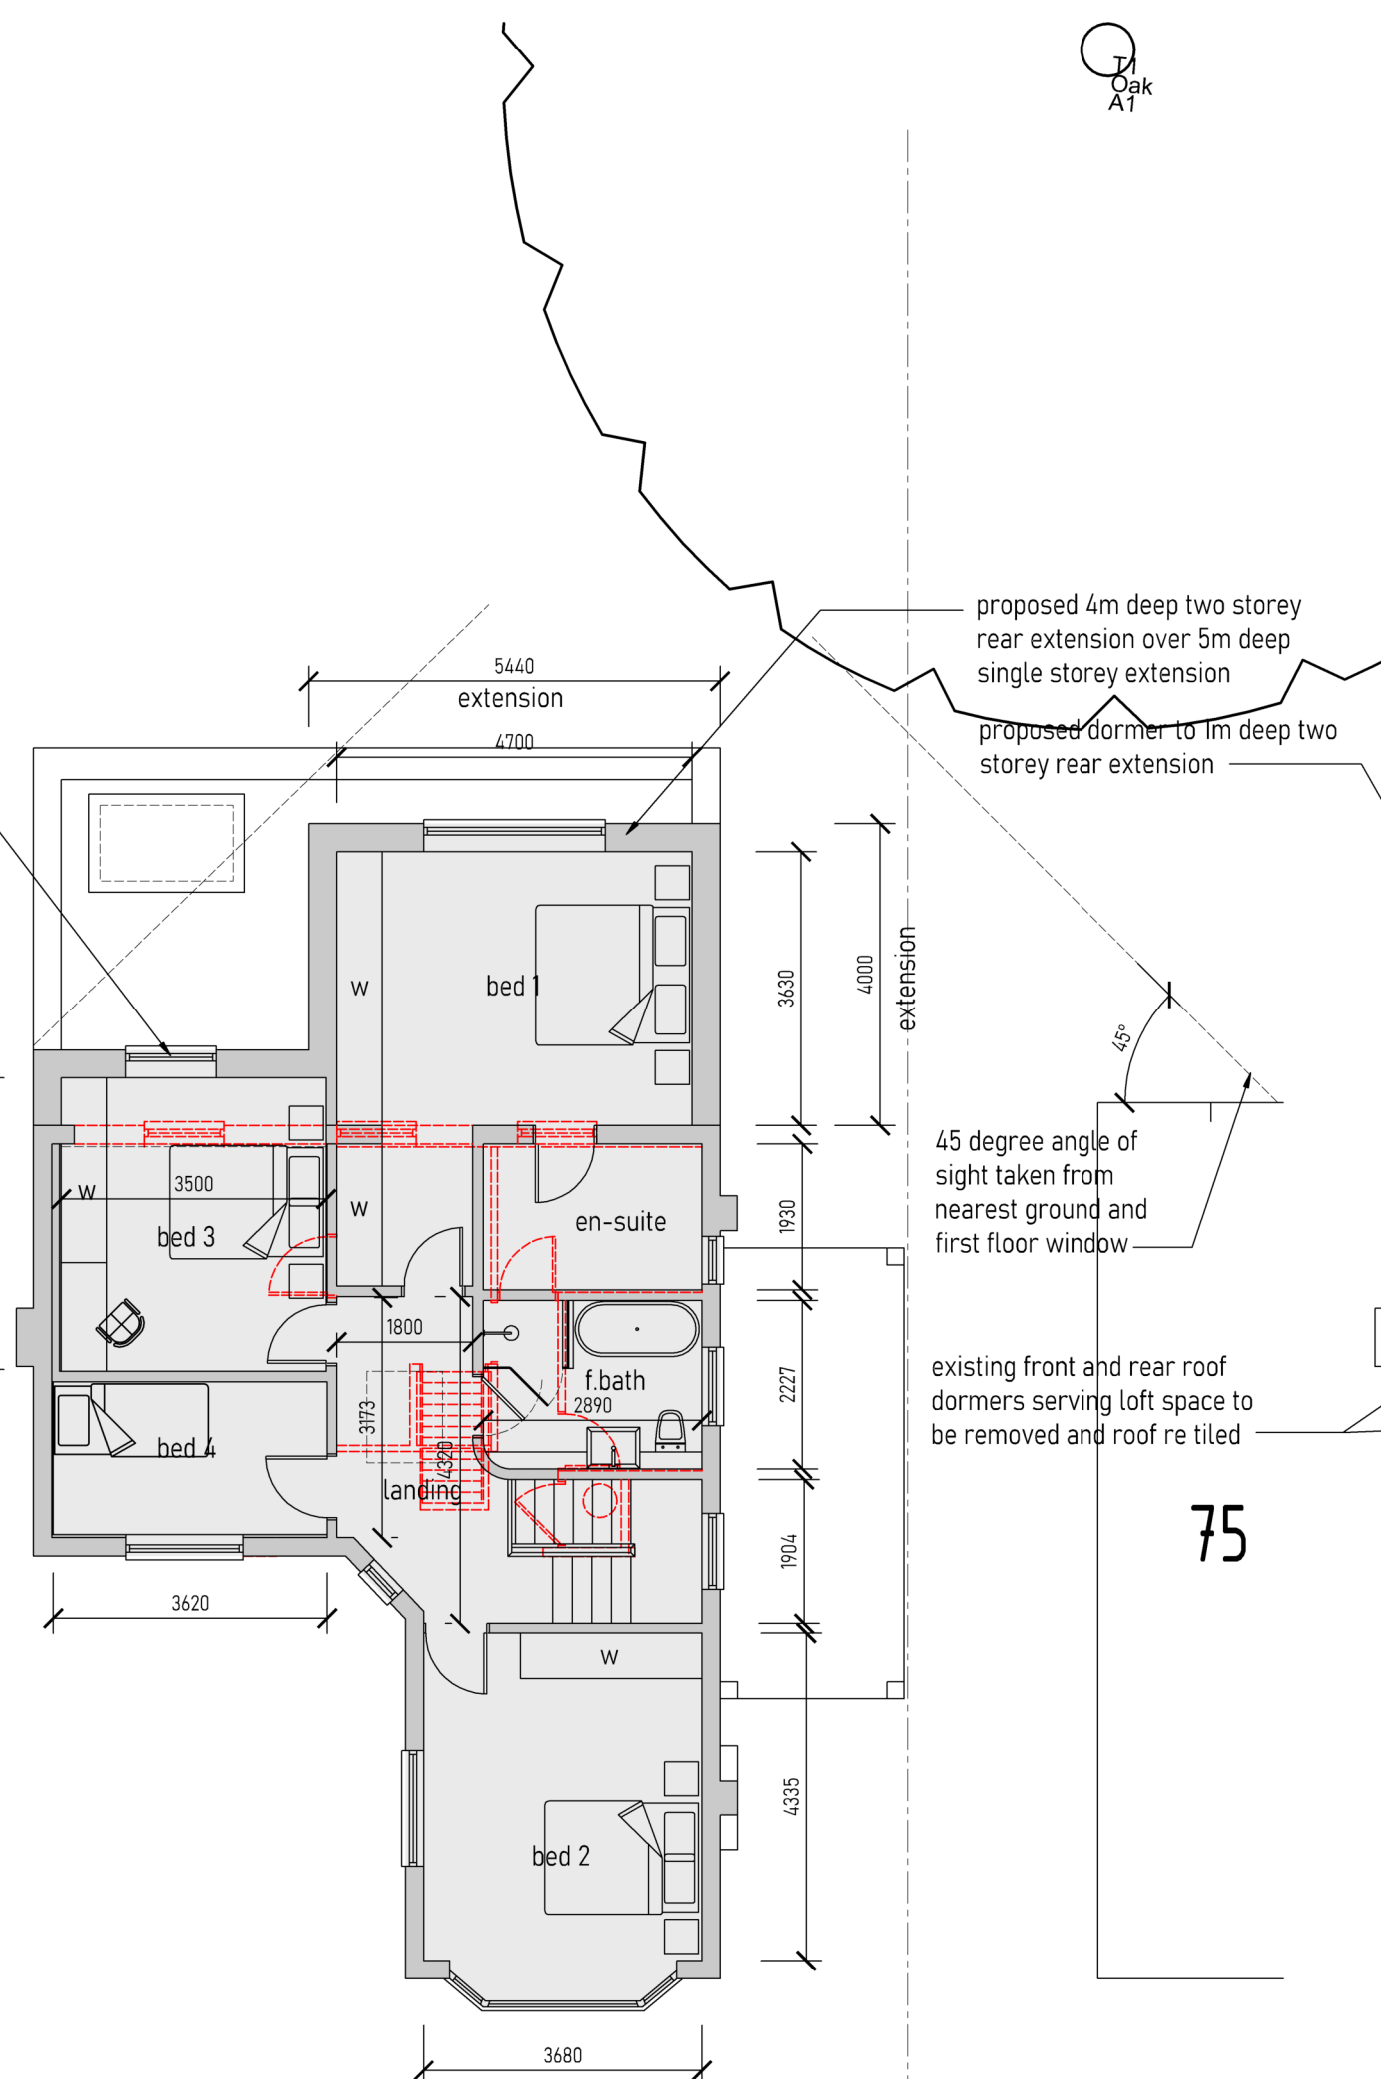 T1
Oak
A1
proposed 4m deep two storey
rear extension over 5m deep
single storey extension
5440
extension
proposed dormer to 1m deep two
storey rear extension
4700
extension
4000
3630
w
bed 1
45°
45 degree angle of
sight taken from
nearest ground and
first floor window
w
3500
bed 3
w
en-suite
1930
1800
existing front and rear roof
dormers serving loft space to
be removed and roof re tiled
f.bath
2890
2227
3173
4320
bed 4
landing
75
1904
3620
w
4335
bed 2
3680